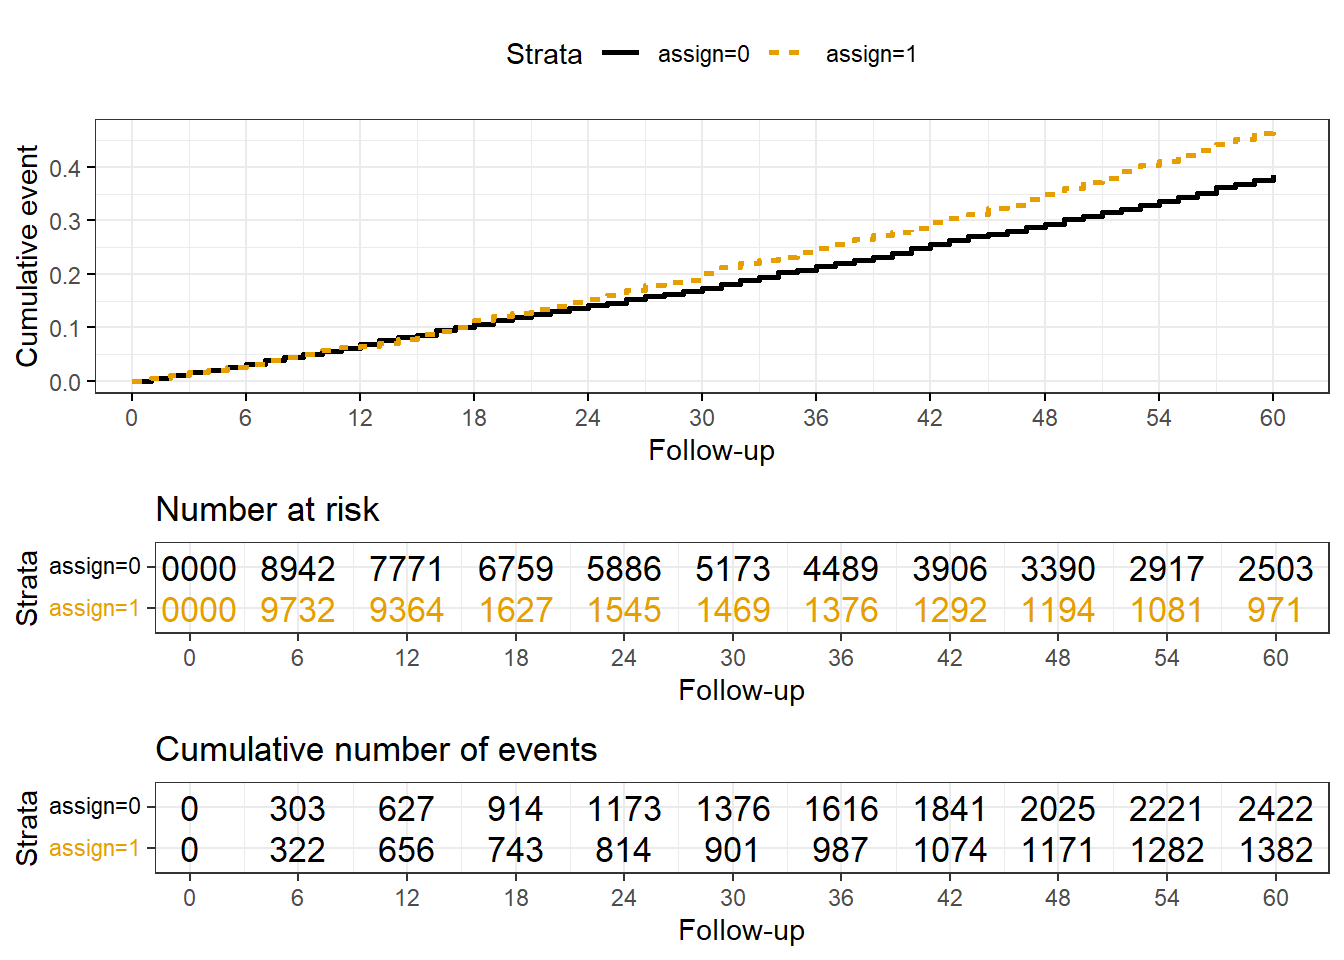 Strata assign=0 assign=1
Cumulative event
0.4
0.3
0.2
0.1
0.0
0 6 12 18 24 30 36 42 48 54 60
Follow-up
Number at risk
Strata
assign=0 0000 8942 7771 6759 5886 5173 4489 3906 3390 2917 2503
assign=1 0000 9732 9364 1627 1545 1469 1376 1292 1194 1081 971
0 6 12 18 24 30 36 42 48 54 60
Follow-up
Cumulative number of events
Strata
assign=0 0 303 627 914 1173 1376 1616 1841 2025 2221 2422
assign=1 0 322 656 743 814 901 987 1074 1171 1282 1382
0 6 12 18 24 30 36 42 48 54 60
Follow-up